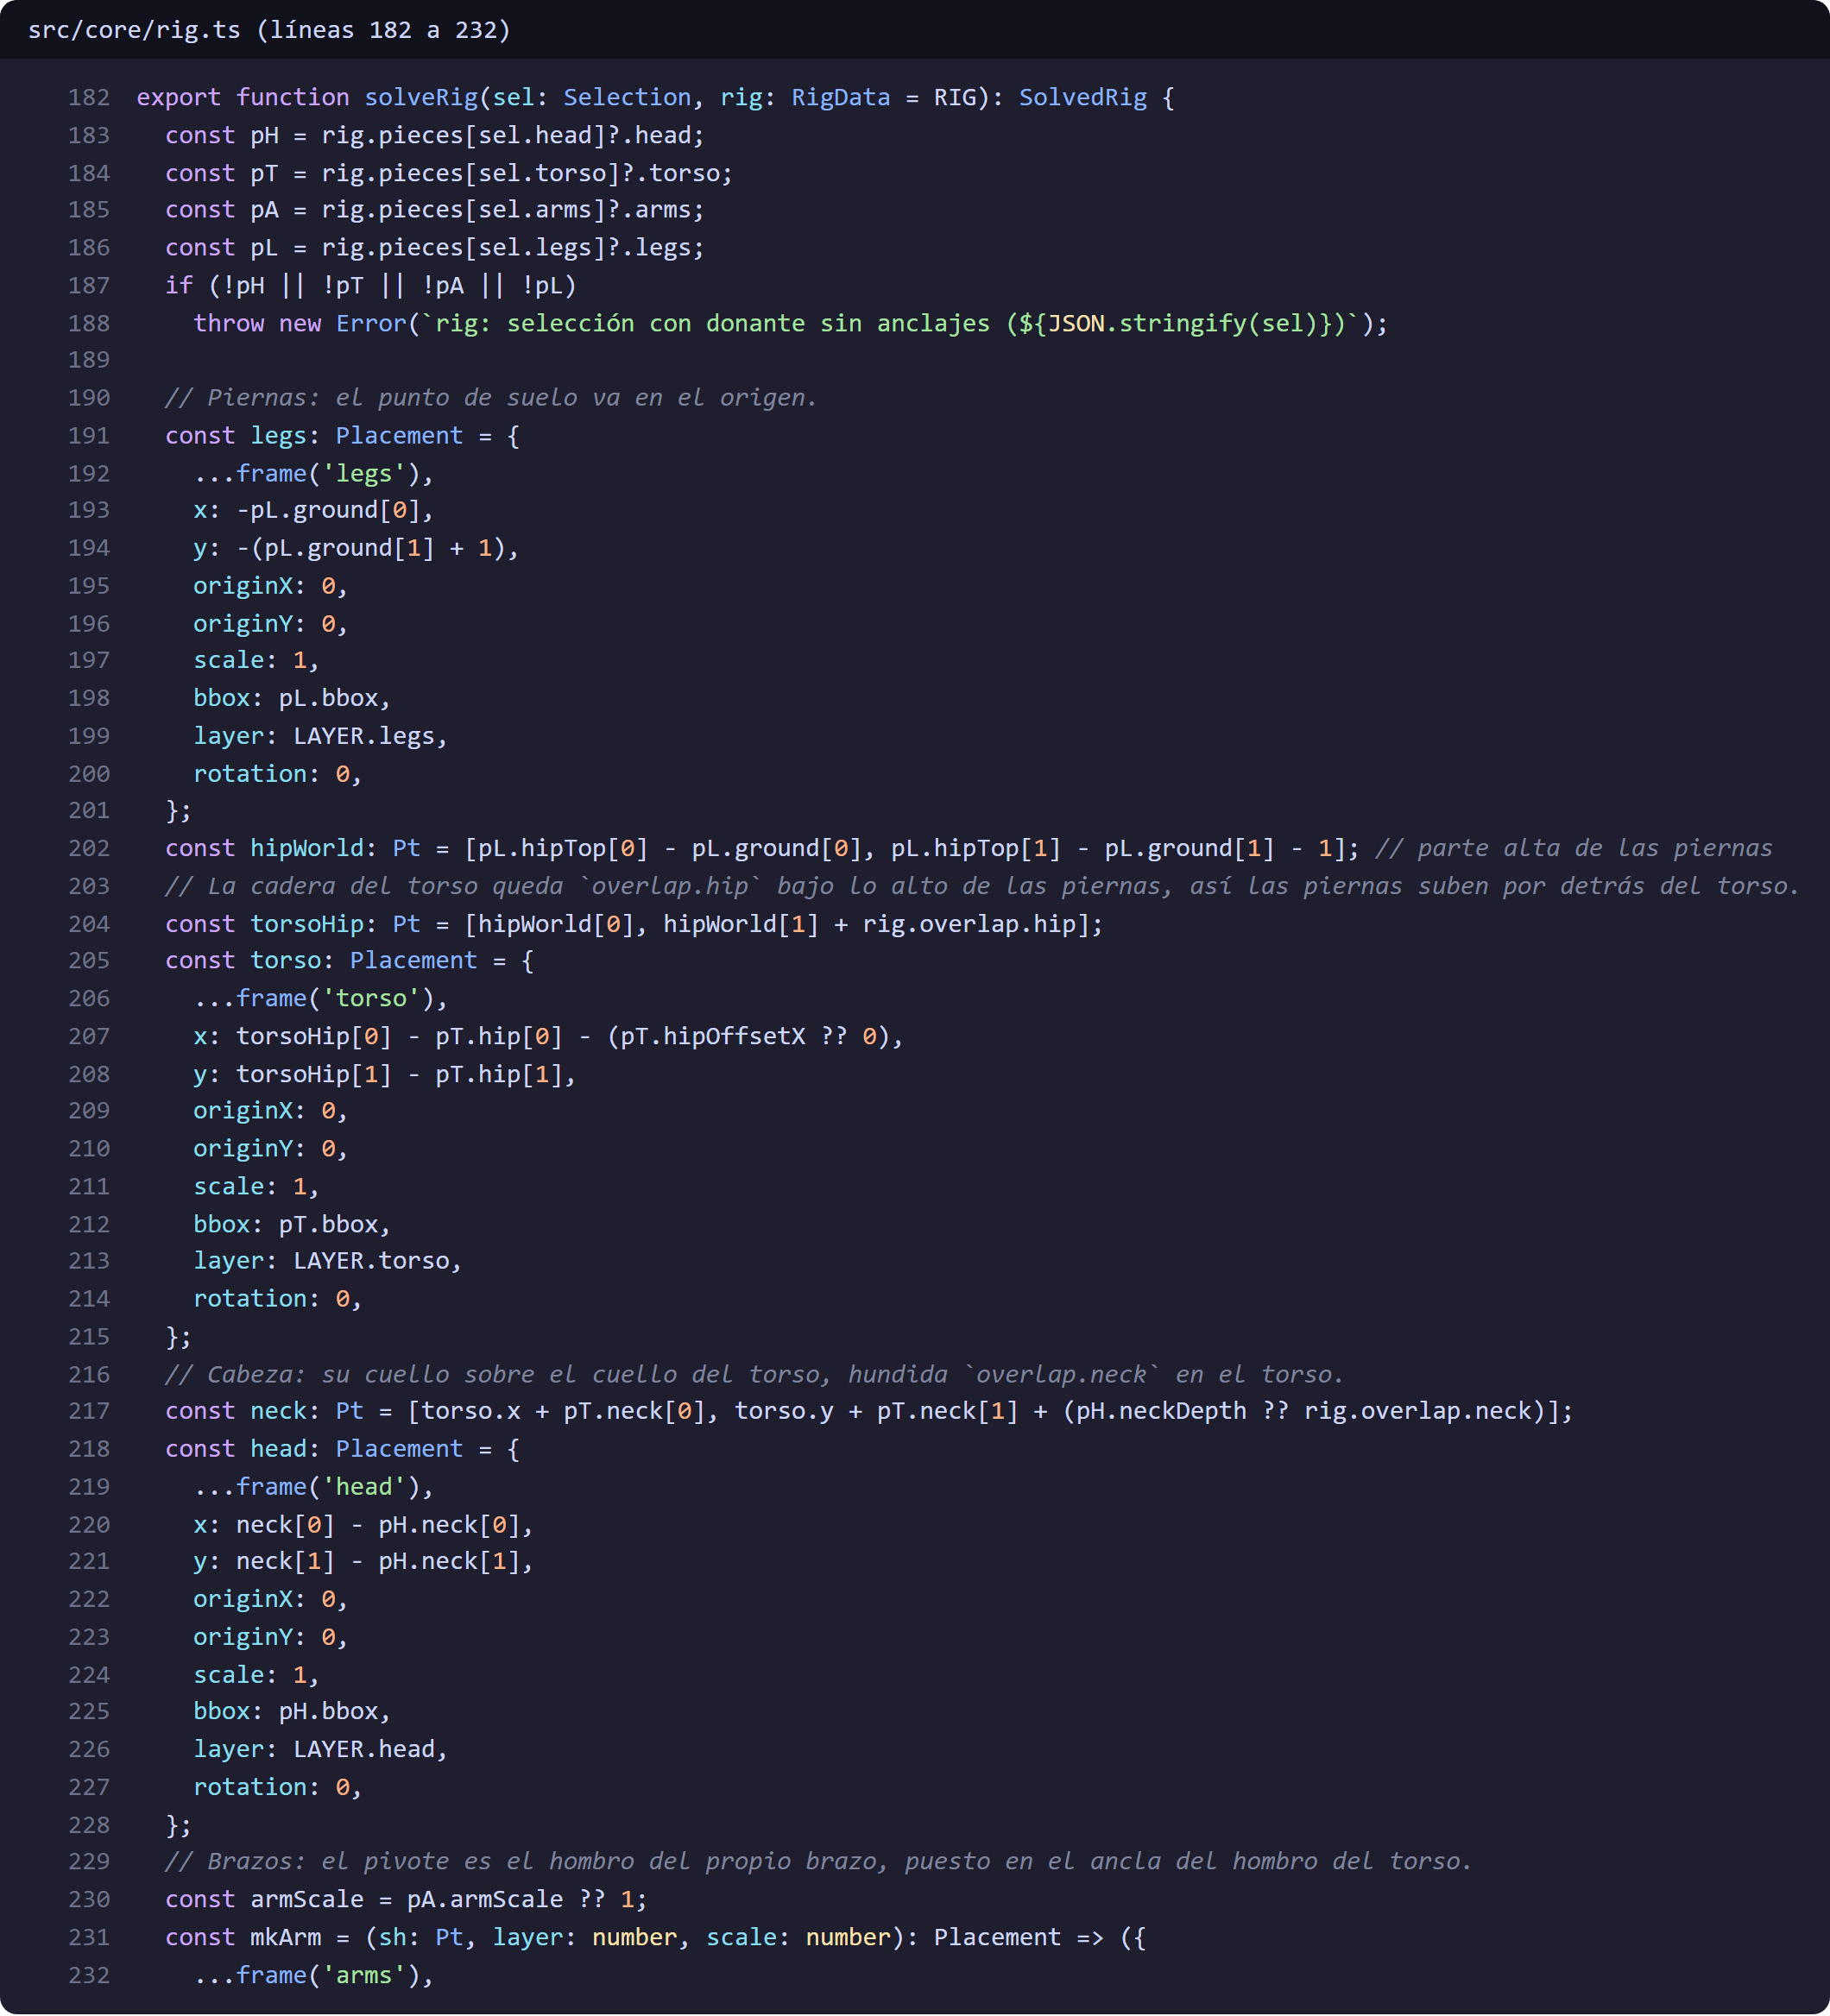 src/core/rig.ts (líneas 182 a 232)
182 export function solveRig(sel: Selection, rig: RigData = RIG): SolvedRig {
183   const pH = rig.pieces[sel.head]?.head;
184   const pT = rig.pieces[sel.torso]?.torso;
185   const pA = rig.pieces[sel.arms]?.arms;
186   const pL = rig.pieces[sel.legs]?.legs;
187   if (!pH || !pT || !pA || !pL)
188     throw new Error(`rig: selección con donante sin anclajes (${JSON.stringify(sel)})`);
189
190   // Piernas: el punto de suelo va en el origen.
191   const legs: Placement = {
192     ...frame('legs'),
193     x: -pL.ground[0],
194     y: -(pL.ground[1] + 1),
195     originX: 0,
196     originY: 0,
197     scale: 1,
198     bbox: pL.bbox,
199     layer: LAYER.legs,
200     rotation: 0,
201   };
202   const hipWorld: Pt = [pL.hipTop[0] - pL.ground[0], pL.hipTop[1] - pL.ground[1] - 1]; // parte alta de las piernas
203   // La cadera del torso queda `overlap.hip` bajo lo alto de las piernas, así las piernas suben por detrás del torso.
204   const torsoHip: Pt = [hipWorld[0], hipWorld[1] + rig.overlap.hip];
205   const torso: Placement = {
206     ...frame('torso'),
207     x: torsoHip[0] - pT.hip[0] - (pT.hipOffsetX ?? 0),
208     y: torsoHip[1] - pT.hip[1],
209     originX: 0,
210     originY: 0,
211     scale: 1,
212     bbox: pT.bbox,
213     layer: LAYER.torso,
214     rotation: 0,
215   };
216   // Cabeza: su cuello sobre el cuello del torso, hundida `overlap.neck` en el torso.
217   const neck: Pt = [torso.x + pT.neck[0], torso.y + pT.neck[1] + (pH.neckDepth ?? rig.overlap.neck)];
218   const head: Placement = {
219     ...frame('head'),
220     x: neck[0] - pH.neck[0],
221     y: neck[1] - pH.neck[1],
222     originX: 0,
223     originY: 0,
224     scale: 1,
225     bbox: pH.bbox,
226     layer: LAYER.head,
227     rotation: 0,
228   };
229   // Brazos: el pivote es el hombro del propio brazo, puesto en el ancla del hombro del torso.
230   const armScale = pA.armScale ?? 1;
231   const mkArm = (sh: Pt, layer: number, scale: number): Placement => ({
232     ...frame('arms'),